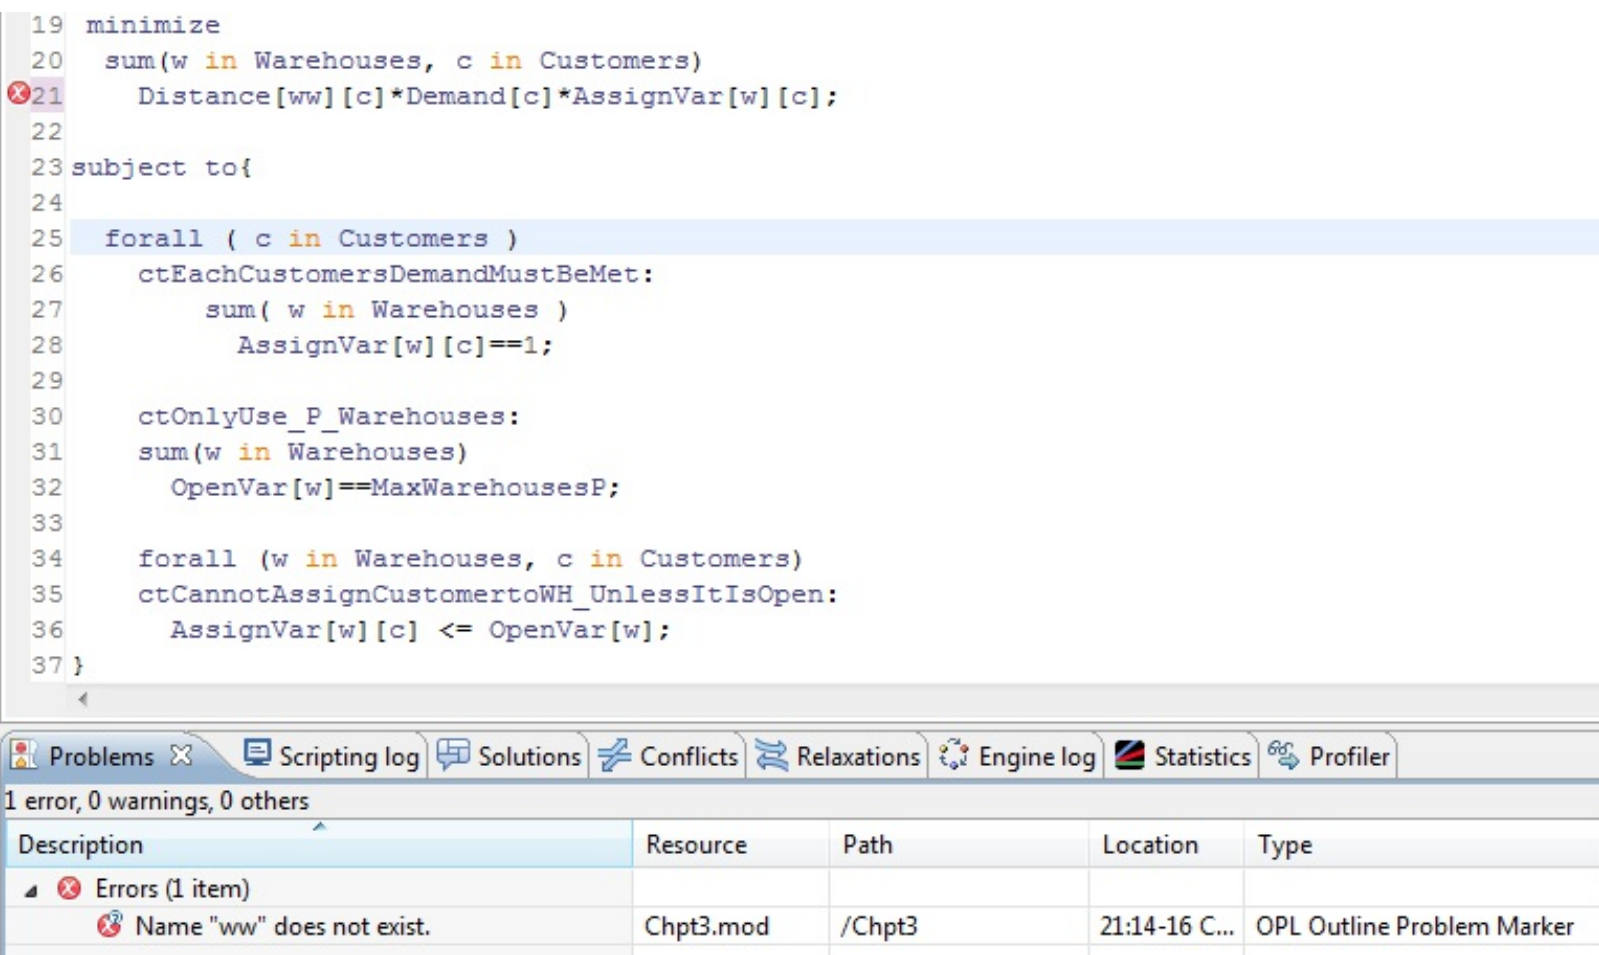 19 minimize
20 sum(w in Warehouses, c in Customers)
21 Distance[ww][c]*Demand[c]*AssignVar[w][c];
22
23 subject to{
24
25 forall ( c in Customers )
26 ctEachCustomersDemandMustBeMet:
27 sum( w in Warehouses )
28 AssignVar[w][c]==1;
29
30 ctOnlyUse_P_Warehouses:
31 sum(w in Warehouses)
32 OpenVar[w]==MaxWarehousesP;
33
34 forall (w in Warehouses, c in Customers)
35 ctCannotAssignCustomertoWH_UnlessItIsOpen:
36 AssignVar[w][c] <= OpenVar[w];
37 }
Problems Scripting log Solutions Conflicts Relaxations Engine log Statistics Profiler
1 error, 0 warnings, 0 others
Description Resource Path Location Type
Errors (1 item)
Name "ww" does not exist. Chpt3.mod /Chpt3 21:14-16 C... OPL Outline Problem Marker